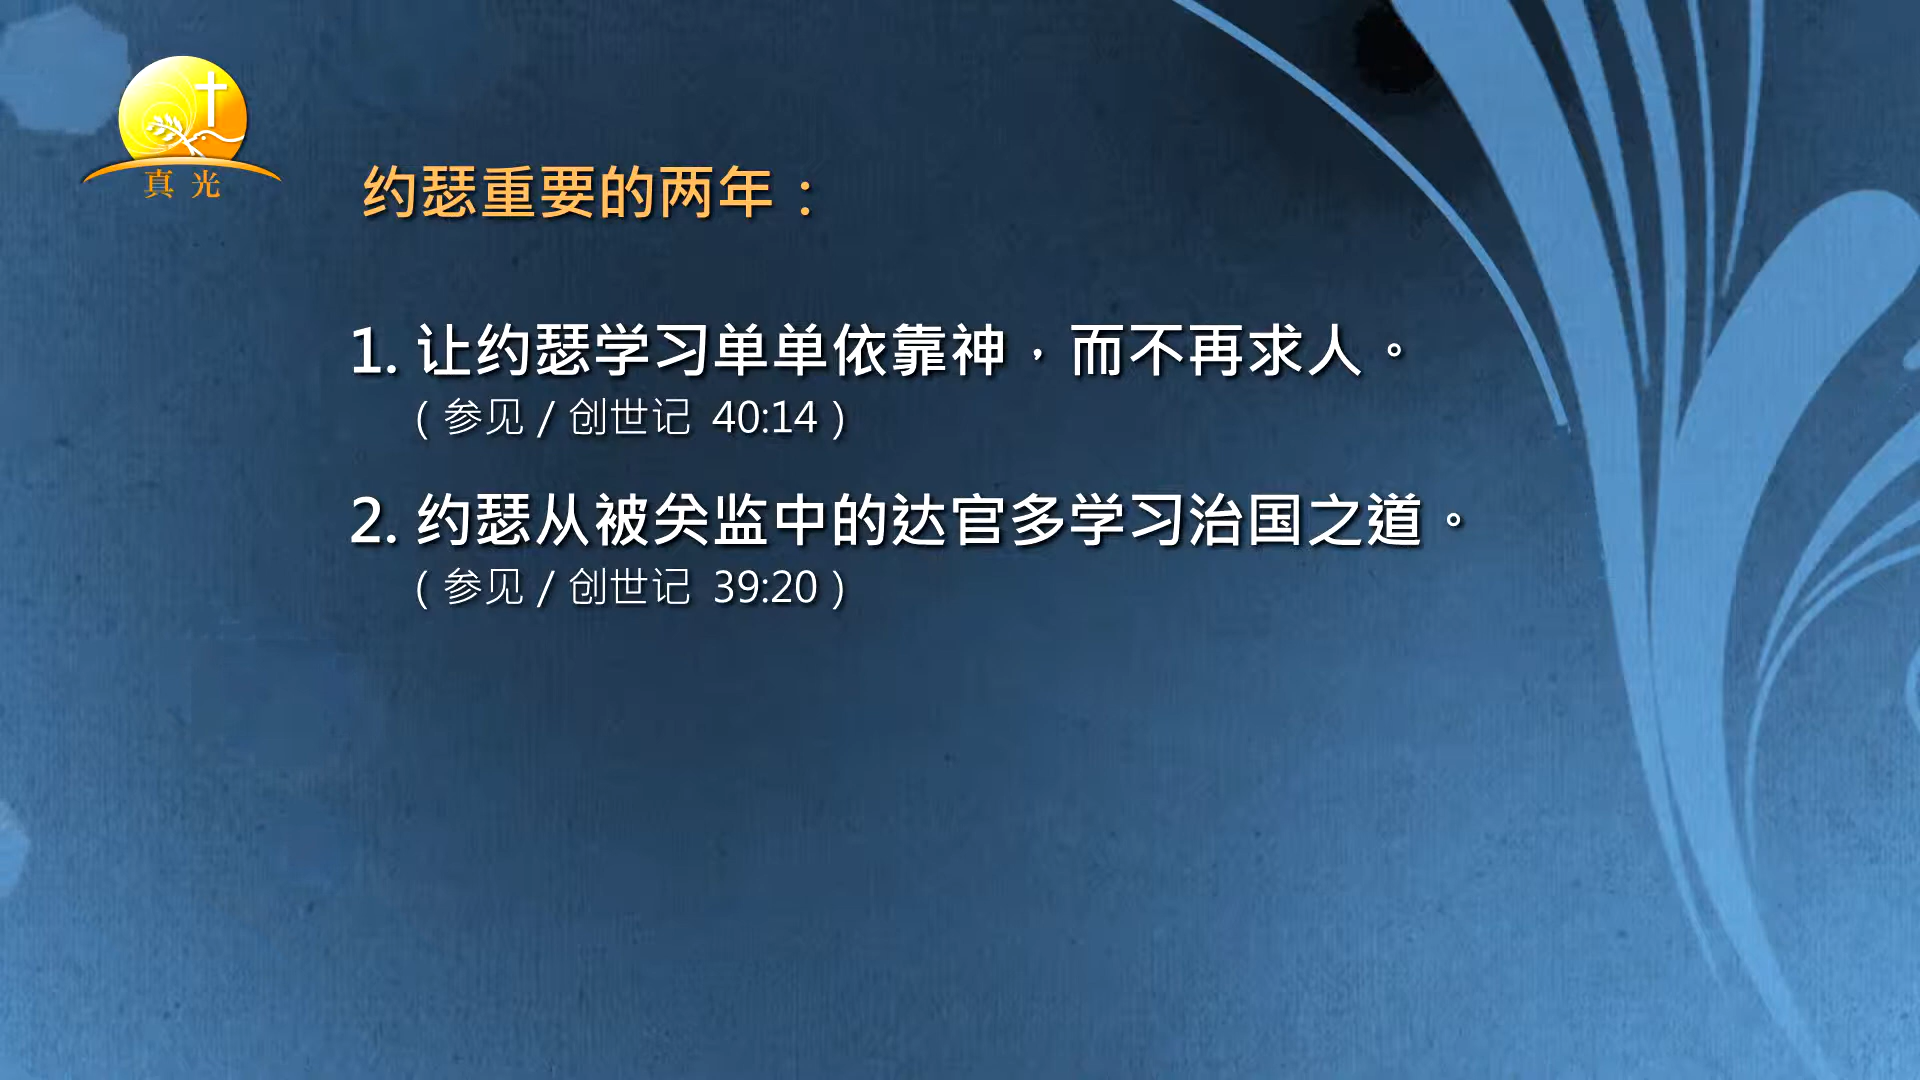 真光
约瑟重要的两年：
1. 让约瑟学习单单依靠神，而不再求人。
( 参见 / 创世记 40:14 )
2. 约瑟从被关监中的达官多学习治国之道。
( 参见 / 创世记 39:20 )